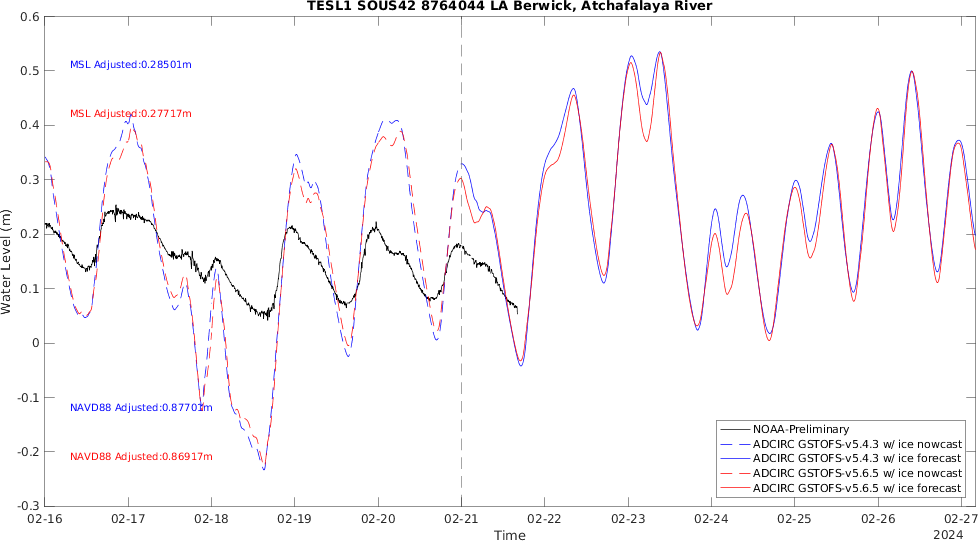 TESL1 SOUS42 8764044 LA Berwick, Atchafalaya River
0.6
0.5
0.4
0.3
0.2
0.1
0
-0.1
-0.2
-0.3
Water Level (m)
MSL Adjusted:0.28501m
MSL Adjusted:0.27717m
NAVD88 Adjusted:0.87701m
NAVD88 Adjusted:0.86917m
NOAA-Preliminary
ADCIRC GSTOFS-v5.4.3 w/ ice nowcast
ADCIRC GSTOFS-v5.4.3 w/ ice forecast
ADCIRC GSTOFS-v5.6.5 w/ ice nowcast
ADCIRC GSTOFS-v5.6.5 w/ ice forecast
02-16 02-17 02-18 02-19 02-20 02-21 02-22 02-23 02-24 02-25 02-26 02-27
Time
2024